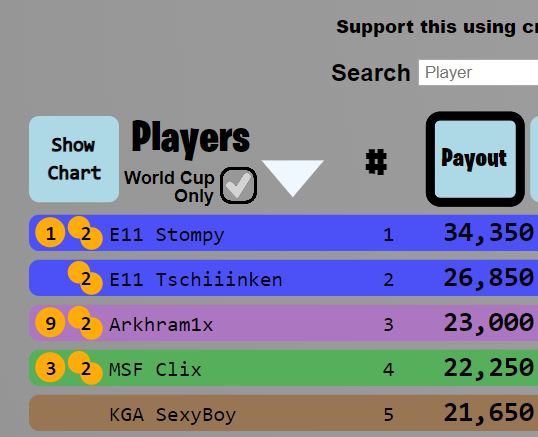 Support this using cr
Search Player
Show Chart
Players
World Cup Only
#
Payout
1 2 E11 Stompy 1 34,350
2 E11 Tschiiinken 2 26,850
9 2 Arkhram1x 3 23,000
3 2 MSF Clix 4 22,250
KGA SexyBoy 5 21,650